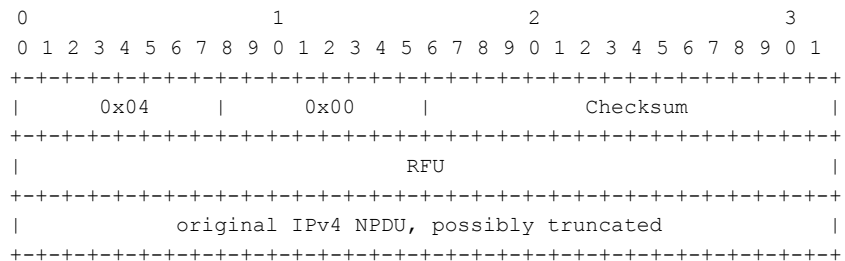 0                   1                   2                   3
0 1 2 3 4 5 6 7 8 9 0 1 2 3 4 5 6 7 8 9 0 1 2 3 4 5 6 7 8 9 0 1
+-+-+-+-+-+-+-+-+-+-+-+-+-+-+-+-+-+-+-+-+-+-+-+-+-+-+-+-+-+-+-+-+
|      0x04     |      0x00     |            Checksum           |
+-+-+-+-+-+-+-+-+-+-+-+-+-+-+-+-+-+-+-+-+-+-+-+-+-+-+-+-+-+-+-+-+
|                              RFU                              |
+-+-+-+-+-+-+-+-+-+-+-+-+-+-+-+-+-+-+-+-+-+-+-+-+-+-+-+-+-+-+-+-+
|            original IPv4 NPDU, possibly truncated             |
+-+-+-+-+-+-+-+-+-+-+-+-+-+-+-+-+-+-+-+-+-+-+-+-+-+-+-+-+-+-+-+-+